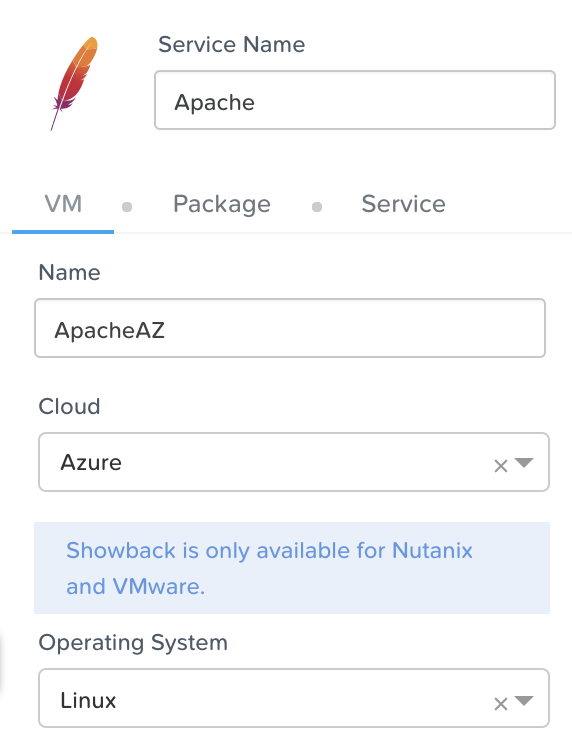 Service Name
Apache
VM
Package
Service
Name
ApacheAZ
Cloud
Azure
Showback is only available for Nutanix
and VMware.
Operating System
Linux